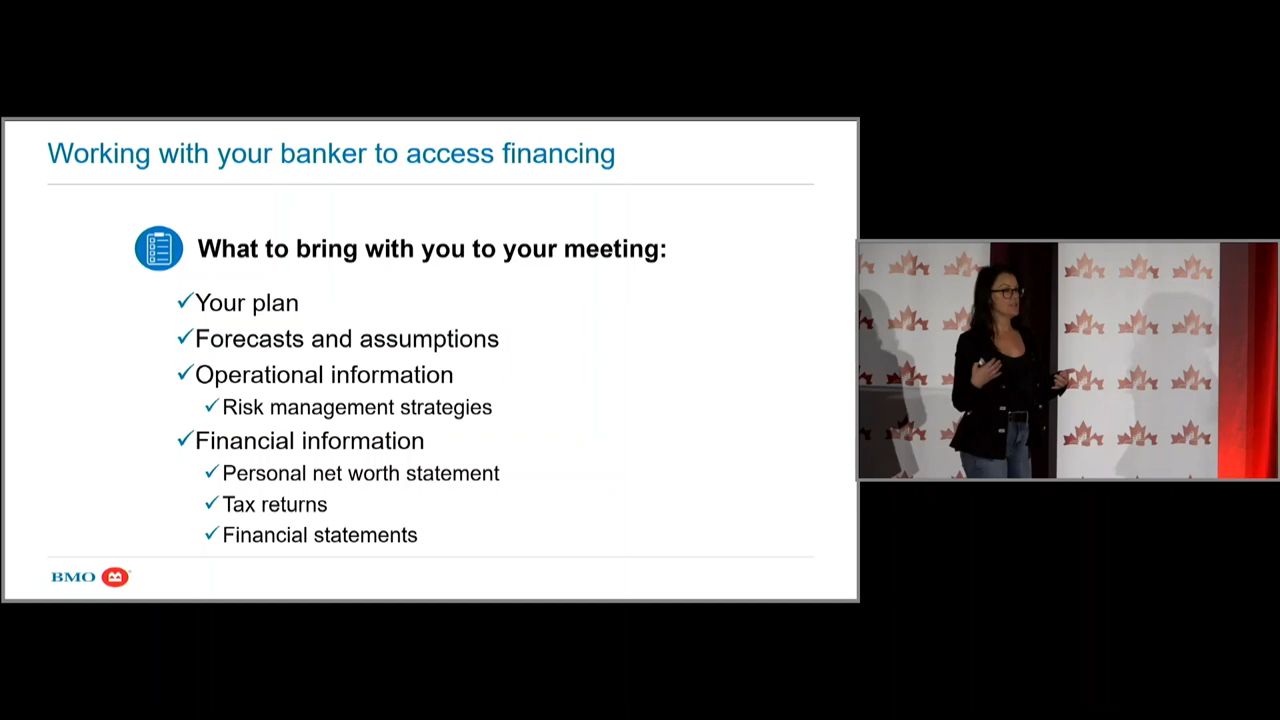 Working with your banker to access financing
What to bring with you to your meeting:
✓Your plan
✓Forecasts and assumptions
✓Operational information
✓Risk management strategies
✓Financial information
✓Personal net worth statement
✓Tax returns
✓Financial statements
BMO